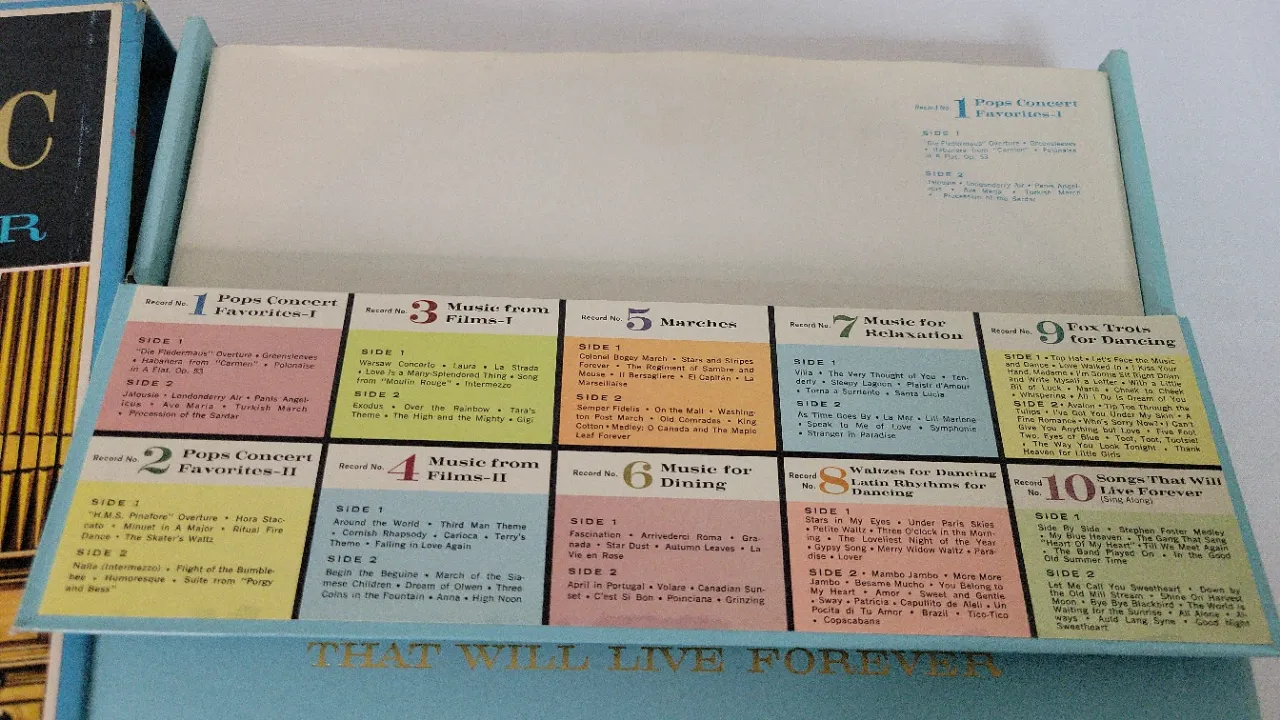 C
R
Record No. 1 Pops Concert
Favorites-I
SIDE 1
"Die Fledermaus" Overture • Greensleeves
• Habanera from "Carmen" • Polonaise
in A Flat, Op. 53
SIDE 2
Jalousie • Londonderry Air • Panis Angel-
icus • Ave Maria • Turkish March
• Procession of the Sardar
Record No. 1 Pops Concert
Favorites-I
SIDE 1
"Die Fledermaus" Overture • Greensleeves
• Habanera from "Carmen" • Polonaise
in A Flat, Op. 53
SIDE 2
Jalousie • Londonderry Air • Panis Angel-
icus • Ave Maria • Turkish March
• Procession of the Sardar
Record No. 3 Music from
Films-I
SIDE 1
Warsaw Concerto • Laura • La Strada
• Love Is a Many-Splendored Thing • Song
from "Moulin Rouge" • Intermezzo
SIDE 2
Exodus • Over the Rainbow • Tara's
Theme • The High and the Mighty • Gigi
Record No. 5 Marches
SIDE 1
Colonel Bogey March • Stars and Stripes
Forever • The Regiment of Sambre and
Meuse • Il Bersagliere • El Capitan • La
Marseillaise
SIDE 2
Semper Fidelis • On the Mall • Washing-
ton Post March • Old Comrades • King
Cotton • Medley: O Canada and The Maple
Leaf Forever
Record No. 7 Music for
Relaxation
SIDE 1
Vilia • The Very Thought of You • Ten-
derly • Sleepy Lagoon • Plaisir d'Amour
• Torna a Surriento • Santa Lucia
SIDE 2
As Time Goes By • La Mer • Lili Marlene
• Speak to Me of Love • Symphonie
• Stranger in Paradise
Record No. 9 Fox Trots
for Dancing
SIDE 1 • Top Hat • Let's Face the Music
and Dance • Love Walked In • I Kiss Your
Hand, Madame • I'm Gonna Sit Right Down
and Write Myself a Letter • With a Little
Bit of Luck • Maria • Cheek to Cheek
• Whispering • All I Do Is Dream of You
SIDE 2 • Avalon • Tip Toe Through the
Tulips • I've Got You Under My Skin • A
Fine Romance • Who's Sorry Now? • I Can't
Give You Anything but Love • Five Foot
Two, Eyes of Blue • Toot, Toot, Tootsie!
• The Way You Look Tonight • Thank
Heaven for Little Girls
Record No. 2 Pops Concert
Favorites-II
SIDE 1
"H.M.S. Pinafore" Overture • Hora Stac-
cato • Minuet in A Major • Ritual Fire
Dance • The Skater's Waltz
SIDE 2
Naila (Intermezzo) • Flight of the Bumble-
bee • Humoresque • Suite from "Porgy
and Bess"
Record No. 4 Music from
Films-II
SIDE 1
Around the World • Third Man Theme
• Cornish Rhapsody • Carioca • Terry's
Theme • Falling in Love Again
SIDE 2
Begin the Beguine • March of the Sia-
mese Children • Dream of Olwen • Three
Coins in the Fountain • Anna • High Noon
Record No. 6 Music for
Dining
SIDE 1
Fascination • Arrivederci Roma • Gra-
nada • Star Dust • Autumn Leaves • La
Vie en Rose
SIDE 2
April in Portugal • Volare • Canadian Sun-
set • C'est Si Bon • Poinciana • Grinzing
Record No. 8 Waltzes for Dancing
Latin Rhythms for
Dancing
SIDE 1
Stars in My Eyes • Under Paris Skies
• Petite Waltz • Three O'clock in the Morn-
ing • The Loveliest Night of the Year
• Gypsy Song • Merry Widow Waltz • Para-
dise • Lover
SIDE 2 • Mambo Jambo • More More
Jambo • Besame Mucho • You Belong to
My Heart • Amor • Sweet and Gentle
• Sway • Patricia • Capullito de Aleli • Un
Pocita di Tu Amor • Brazil • Tico-Tico
• Copacabana
Record No. 10 Songs That Will
Live Forever
(Sing Along)
SIDE 1
Side By Side • Stephen Foster Medley
• My Blue Heaven • The Gang That Sang
"Heart Of My Heart" • Till We Meet Again
• The Band Played On • In the Good
Old Summer Time
SIDE 2
Let Me Call You Sweetheart • Down by
the Old Mill Stream • Shine On Harvest
Moon • Bye Bye Blackbird • The World is
Waiting for the Sunrise • All Alone • Al-
ways • Auld Lang Syne • Good Night
Sweetheart
THAT WILL LIVE FOREVER